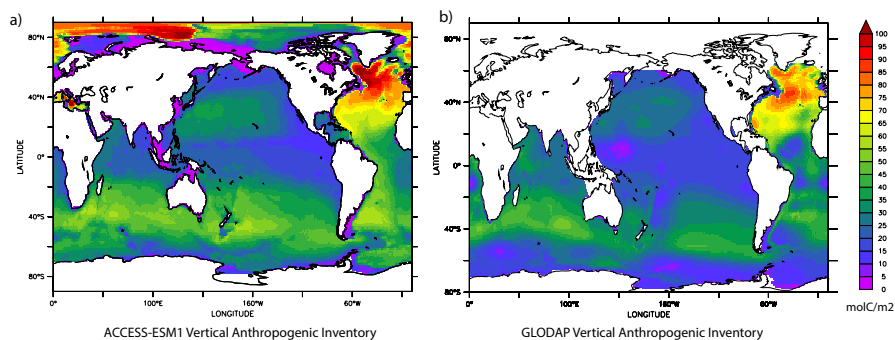 a)
80°N
40°N
0°
40°S
80°S
LATITUDE
0°
100°E
160°W
60°W
LONGITUDE
ACCESS-ESM1 Vertical Anthropogenic Inventory
b)
80°N
40°N
0°
40°S
80°S
LATITUDE
0°
100°E
160°W
60°W
LONGITUDE
GLODAP Vertical Anthropogenic Inventory
100
90
85
80
75
70
65
60
55
50
45
40
35
30
25
20
15
10
5
0
molC/m2